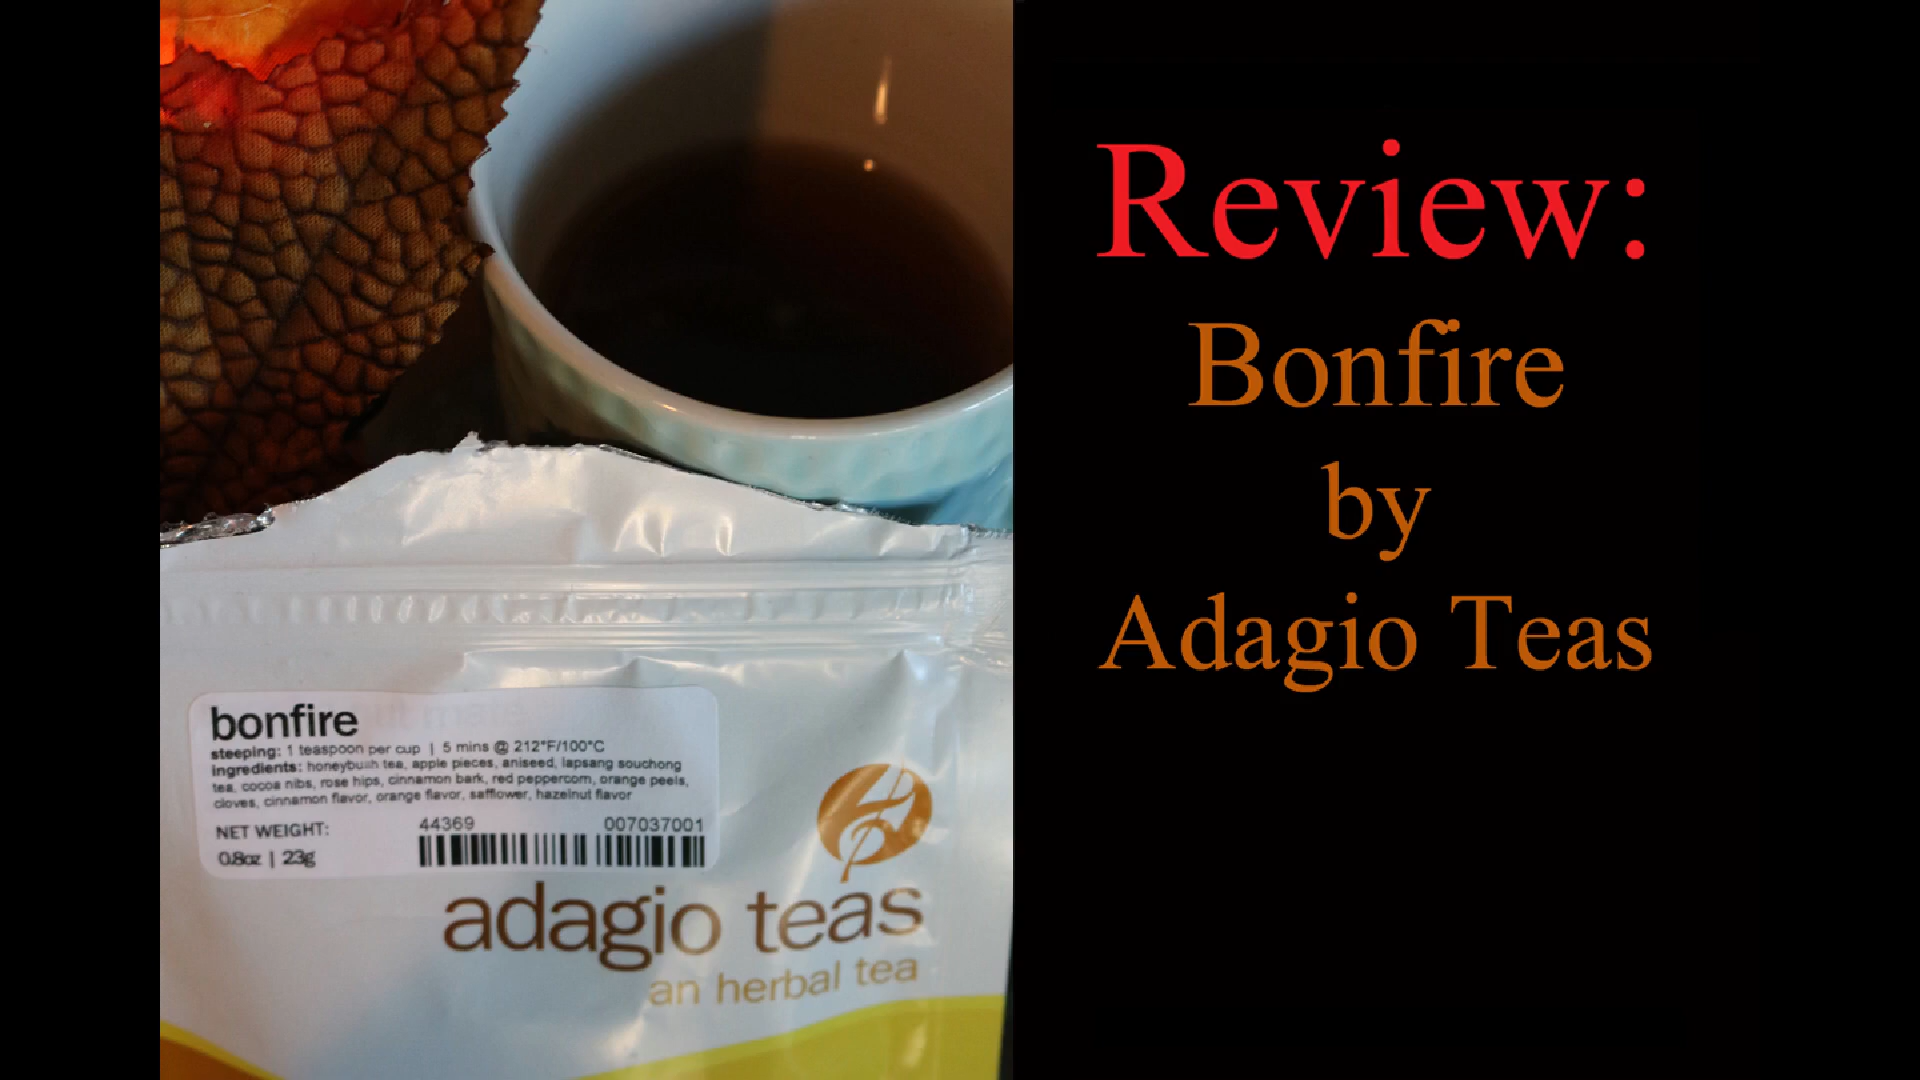 Review:
Bonfire
by
Adagio Teas
bonfire
steeping: 1 teaspoon per cup | 5 mins @ 212°F/100°C
ingredients: honeybush tea, apple pieces, aniseed, lapsang souchong
tea, cocoa nibs, rose hips, cinnamon bark, red peppercorn, orange peels,
cloves, cinnamon flavor, orange flavor, safflower, hazelnut flavor
NET WEIGHT:
0.8oz | 23g
44369 007037001
adagio teas
an herbal tea